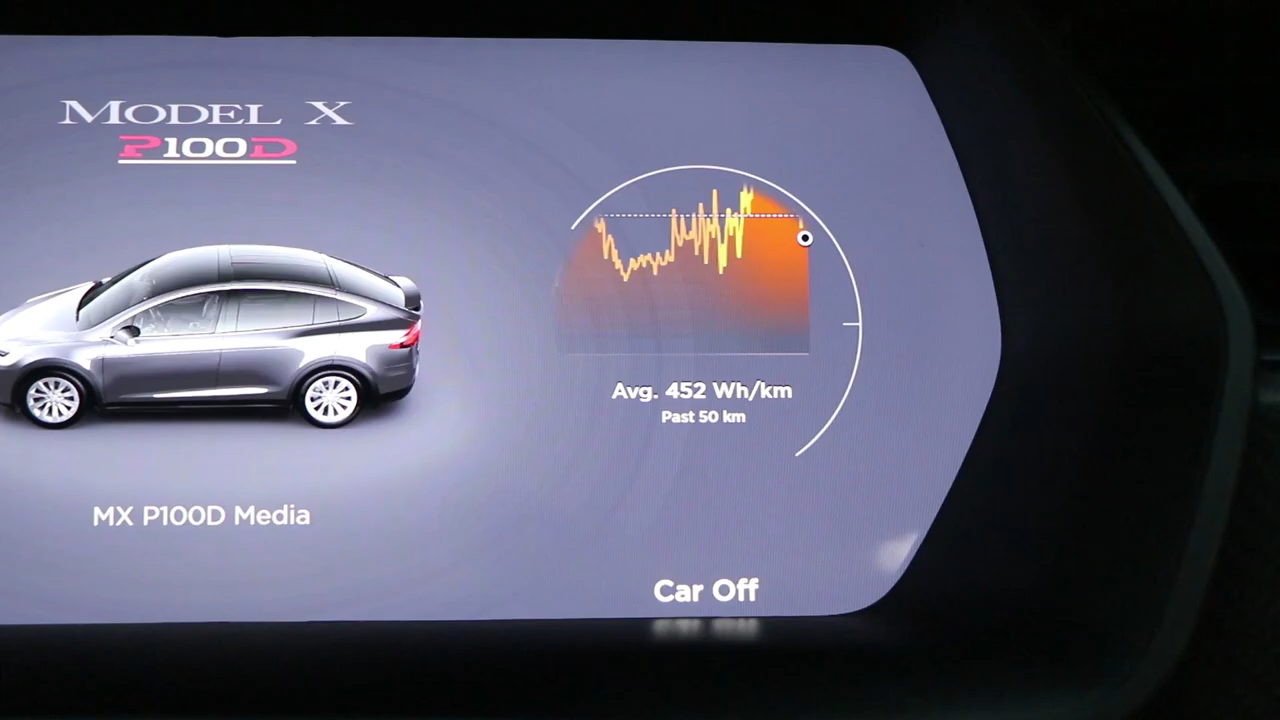 MODEL X
P100D
Avg. 452 Wh/km
Past 50 km
MX P100D Media
Car Off